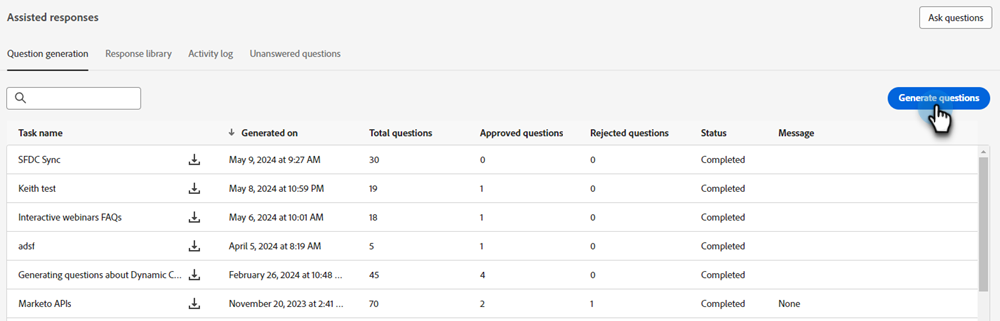 Assisted responses
Ask questions
Question generation Response library Activity log Unanswered questions
Generate questions
Task name Generated on Total questions Approved questions Rejected questions Status Message
SFDC Sync May 9, 2024 at 9:27 AM 30 0 0 Completed
Keith test May 8, 2024 at 10:59 PM 19 1 0 Completed
Interactive webinars FAQs May 6, 2024 at 10:01 AM 18 1 0 Completed
adsf April 5, 2024 at 8:19 AM 5 1 0 Completed
Generating questions about Dynamic C... February 26, 2024 at 10:48 ... 45 4 0 Completed
Marketo APIs November 20, 2023 at 2:41 ... 70 2 1 Completed None